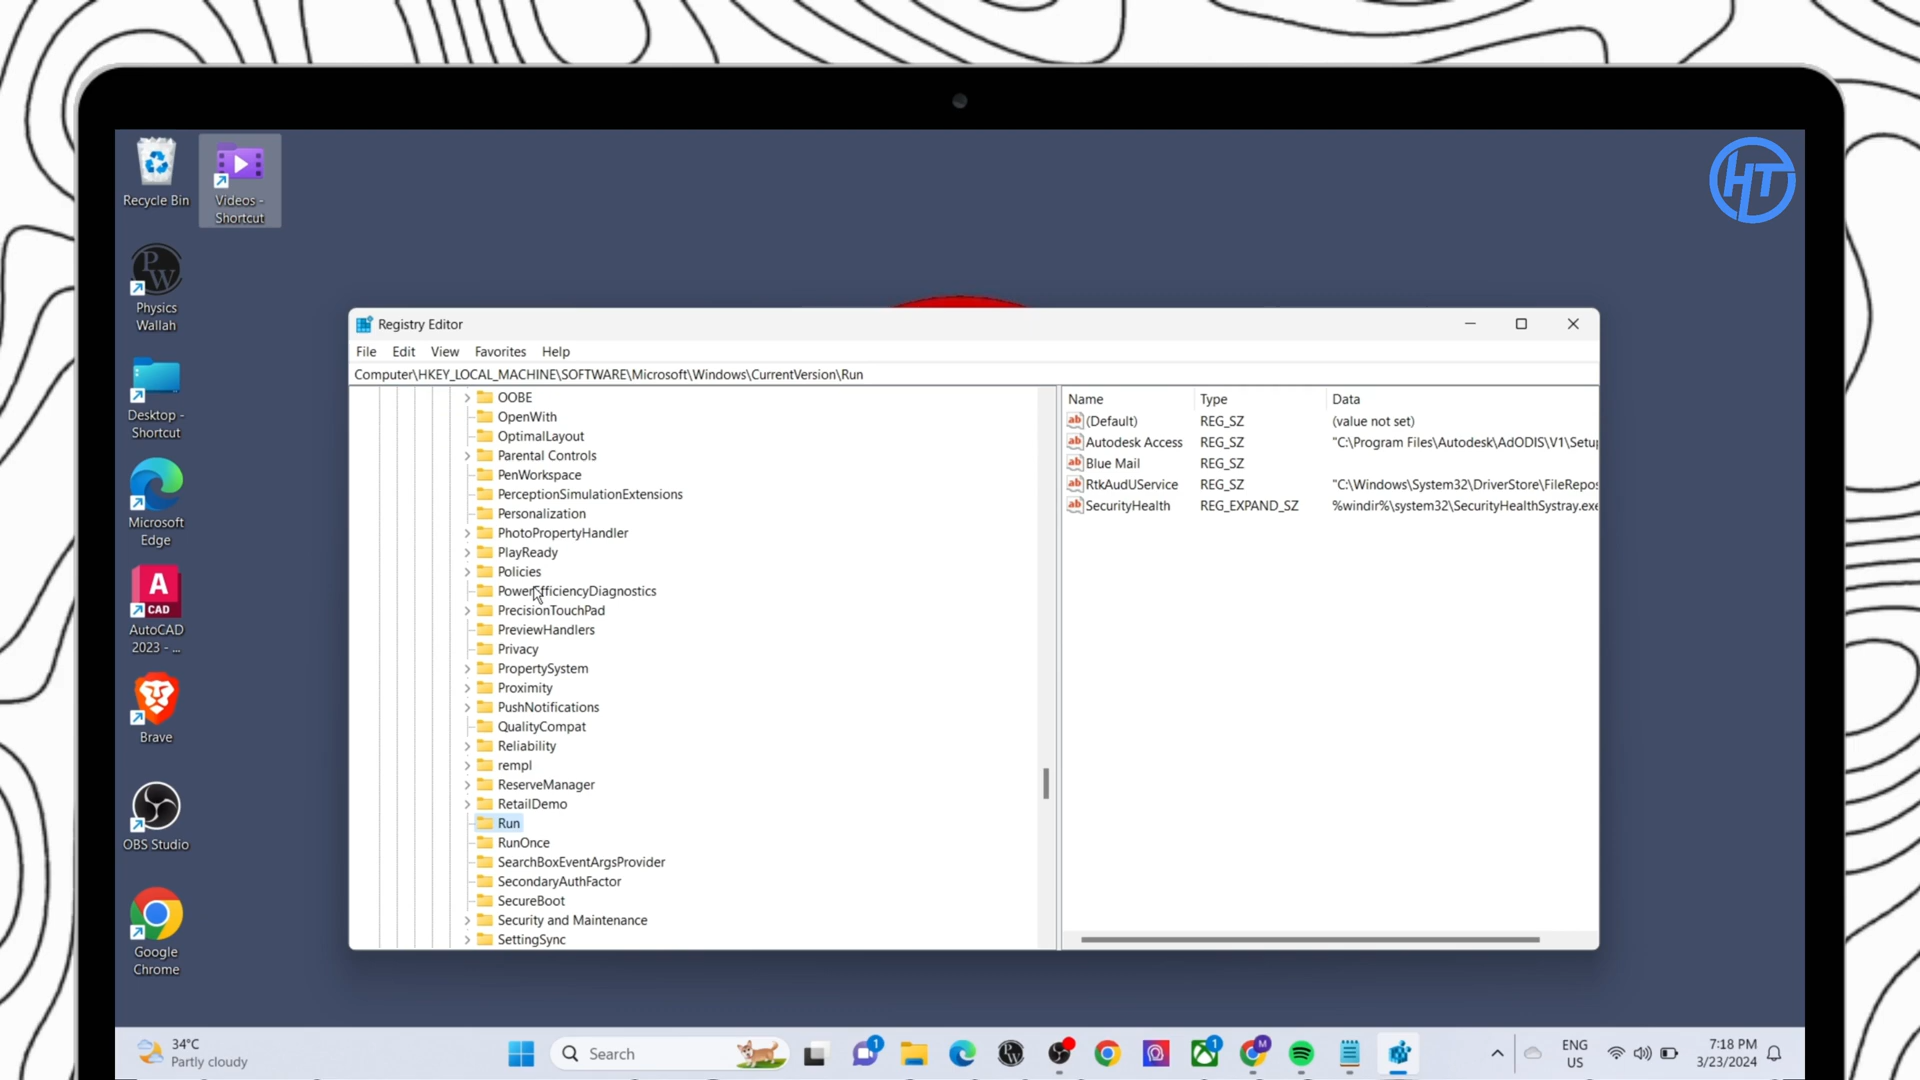 Recycle Bin
Videos -
Shortcut
HT
Physics
Wallah
Desktop -
Shortcut
Microsoft
Edge
A
CAD
AutoCAD
2023 - ...
Brave
OBS Studio
Google
Chrome
Registry Editor
File Edit View Favorites Help
Computer\HKEY_LOCAL_MACHINE\SOFTWARE\Microsoft\Windows\CurrentVersion\Run
OOBE
OpenWith
OptimalLayout
Parental Controls
PenWorkspace
PerceptionSimulationExtensions
Personalization
PhotoPropertyHandler
PlayReady
Policies
PowerEfficiencyDiagnostics
PrecisionTouchPad
PreviewHandlers
Privacy
PropertySystem
Proximity
PushNotifications
QualityCompat
Reliability
rempl
ReserveManager
RetailDemo
Run
RunOnce
SearchBoxEventArgsProvider
SecondaryAuthFactor
SecureBoot
Security and Maintenance
SettingSync
Name Type Data
(Default) REG_SZ (value not set)
Autodesk Access REG_SZ "C:\Program Files\Autodesk\AdODIS\V1\Setup
Blue Mail REG_SZ
RtkAudUService REG_SZ "C:\Windows\System32\DriverStore\FileRepos
SecurityHealth REG_EXPAND_SZ %windir%\system32\SecurityHealthSystray.exe
34°C
Partly cloudy
Search
1
1
M
ENG
US
7:18 PM
3/23/2024